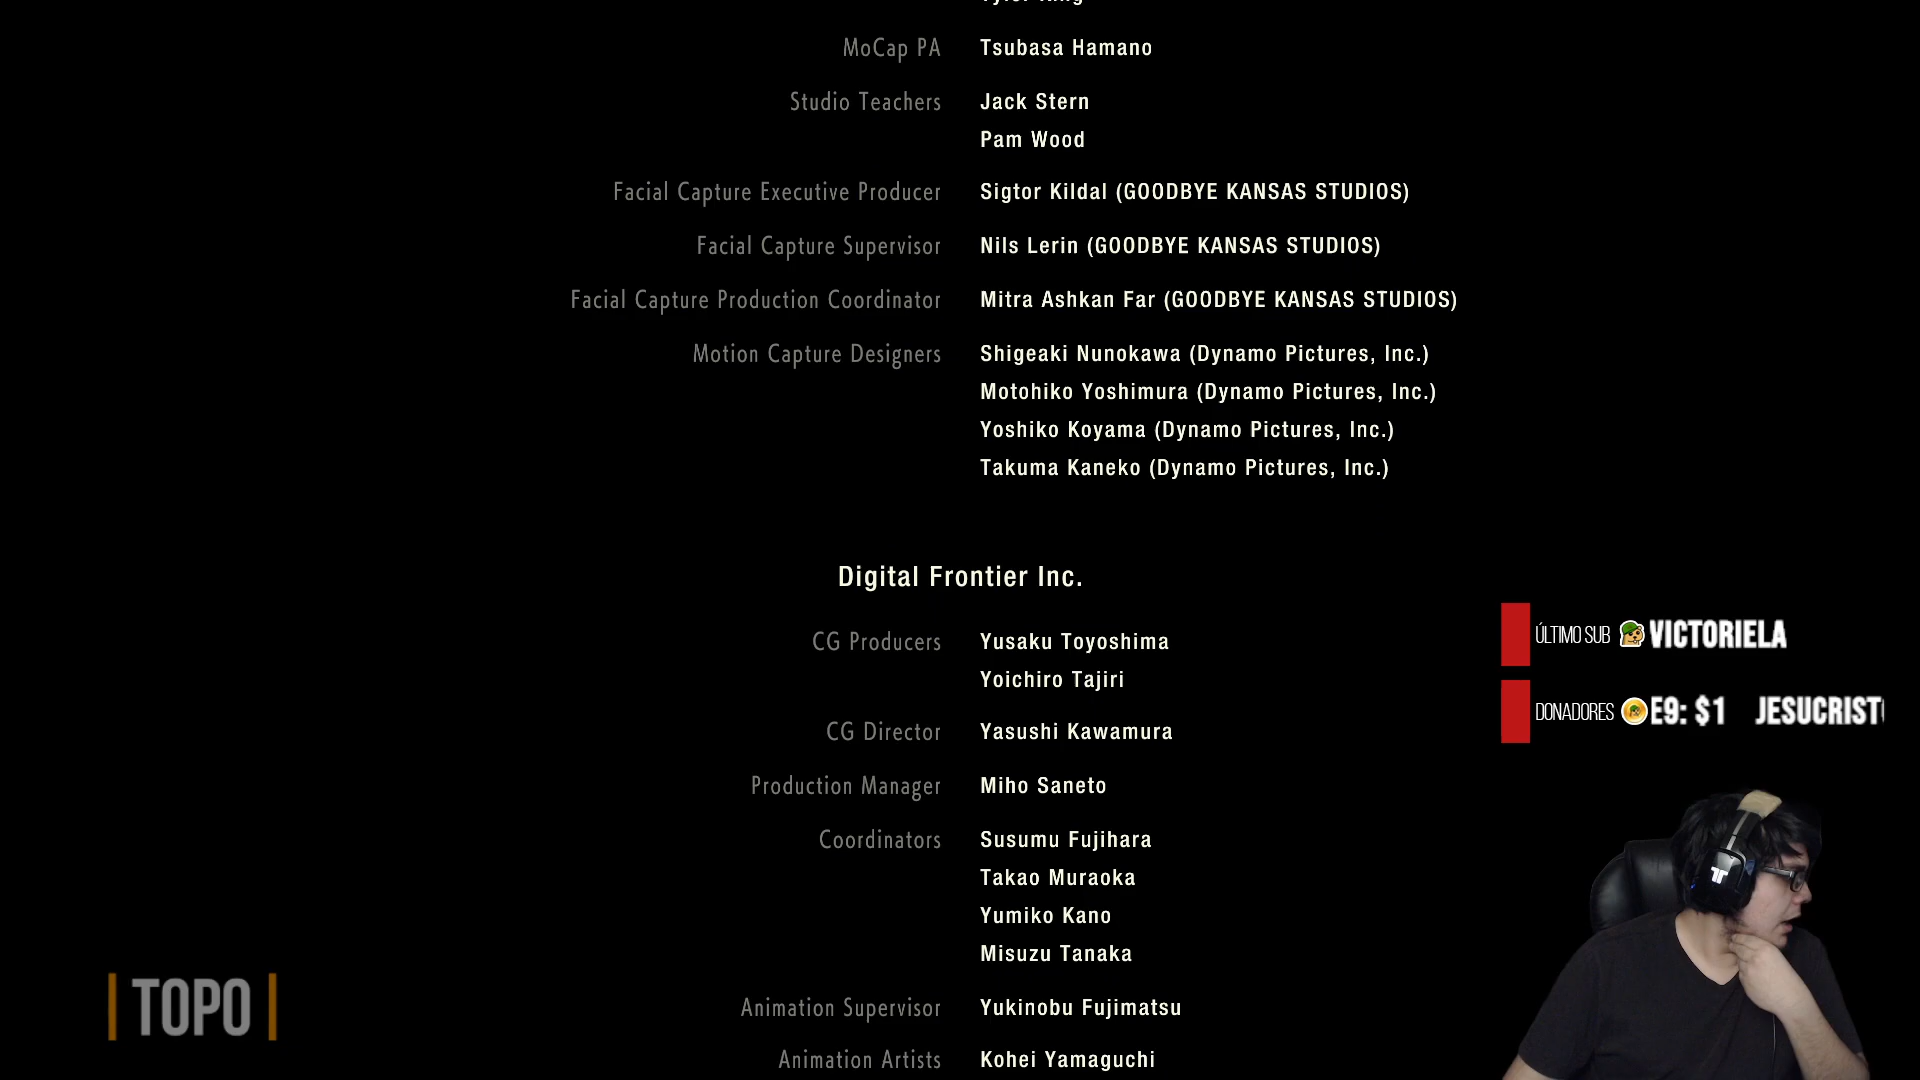 MoCap PA Tsubasa Hamano
Studio Teachers Jack Stern
Pam Wood
Facial Capture Executive Producer Sigtor Kildal (GOODBYE KANSAS STUDIOS)
Facial Capture Supervisor Nils Lerin (GOODBYE KANSAS STUDIOS)
Facial Capture Production Coordinator Mitra Ashkan Far (GOODBYE KANSAS STUDIOS)
Motion Capture Designers Shigeaki Nunokawa (Dynamo Pictures, Inc.)
Motohiko Yoshimura (Dynamo Pictures, Inc.)
Yoshiko Koyama (Dynamo Pictures, Inc.)
Takuma Kaneko (Dynamo Pictures, Inc.)
Digital Frontier Inc.
CG Producers Yusaku Toyoshima
Yoichiro Tajiri
CG Director Yasushi Kawamura
Production Manager Miho Saneto
Coordinators Susumu Fujihara
Takao Muraoka
Yumiko Kano
Misuzu Tanaka
Animation Supervisor Yukinobu Fujimatsu
Animation Artists Kohei Yamaguchi
ÚLTIMO SUB VICTORIELA
DONADORES E9: $1 JESUCRIST
| TOPO |